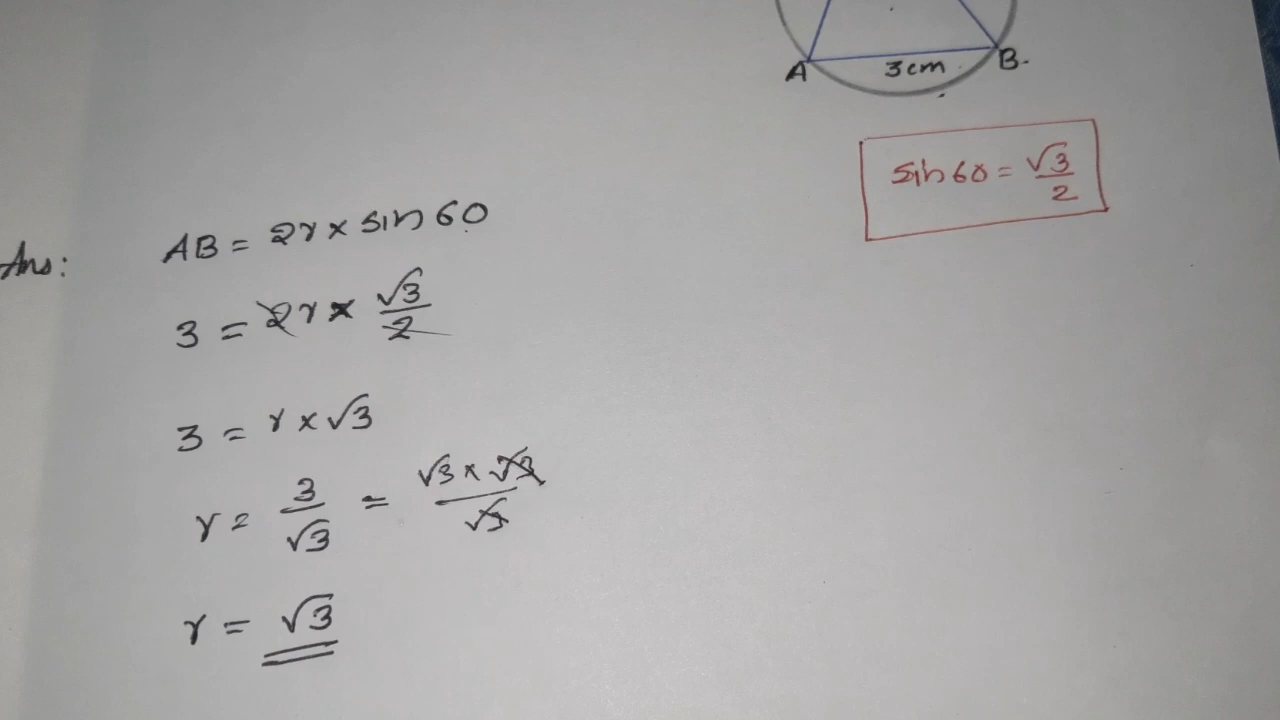 A 3cm B.
sin 60 = √3/2
Ans: AB = 2r × sin 60
3 = 2r × √3/2
3 = r × √3
r = 3/√3 = √3 × √3/√3
r = √3